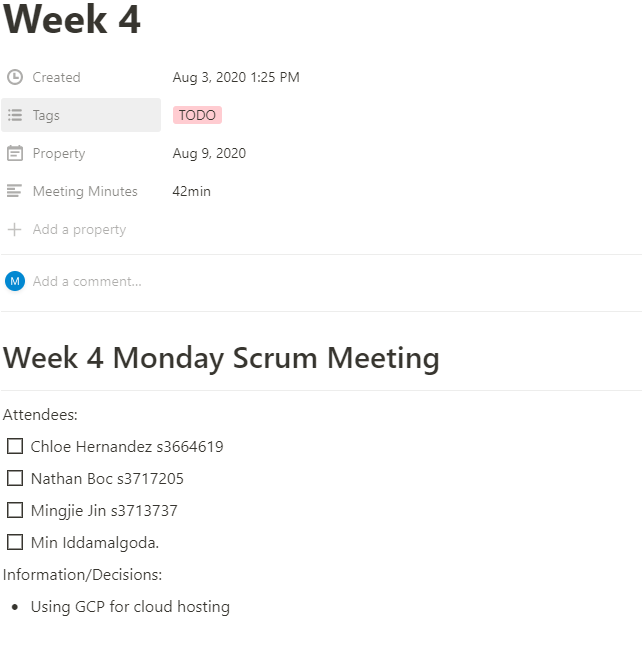 Week 4
Created Aug 3, 2020 1:25 PM
Tags TODO
Property Aug 9, 2020
Meeting Minutes 42min
Add a property
M Add a comment...
Week 4 Monday Scrum Meeting
Attendees:
Chloe Hernandez s3664619
Nathan Boc s3717205
Mingjie Jin s3713737
Min Iddamalgoda.
Information/Decisions:
• Using GCP for cloud hosting